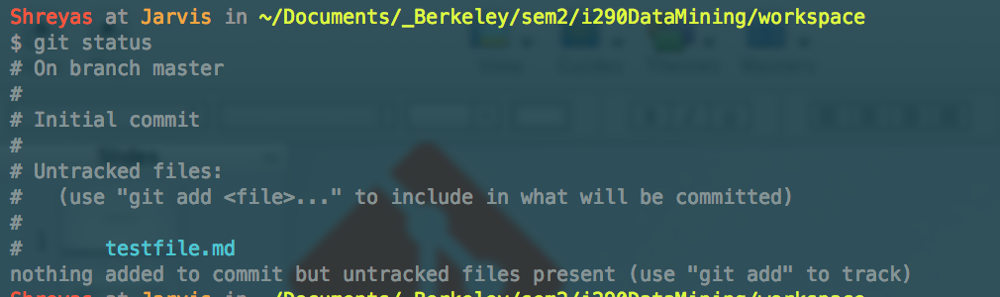 Shreyas at Jarvis in ~/Documents/_Berkeley/sem2/i290DataMining/workspace
$ git status
# On branch master
#
# Initial commit
#
# Untracked files:
#   (use "git add <file>..." to include in what will be committed)
#
#       testfile.md
nothing added to commit but untracked files present (use "git add" to track)
Shreyas at Jarvis in ~/Documents/_Berkeley/sem2/i290DataMining/workspace